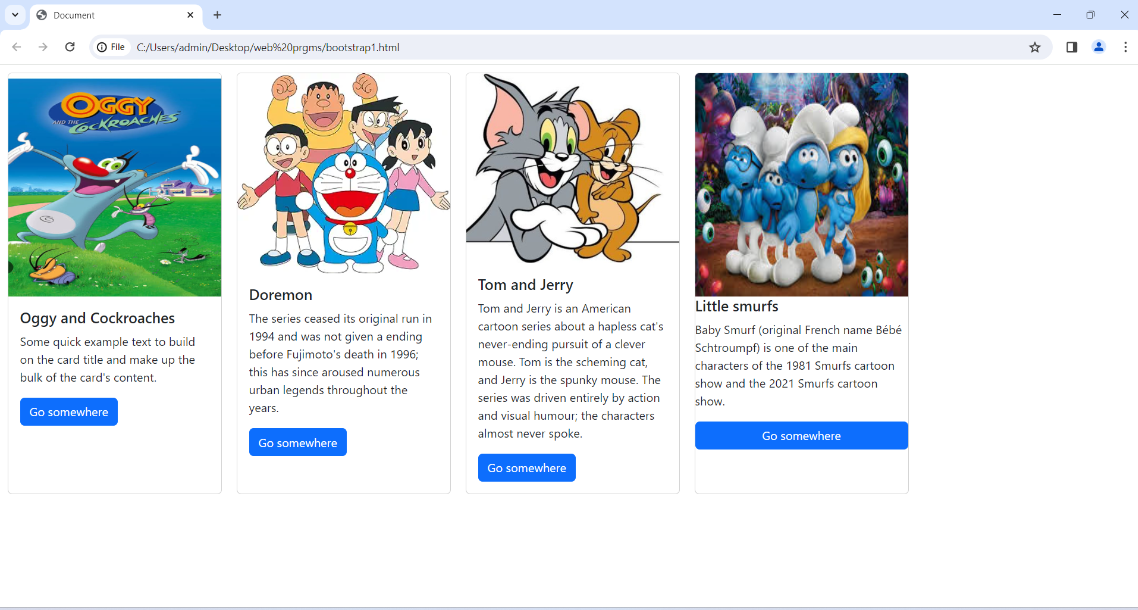 Document
File
C:/Users/admin/Desktop/web%20prgms/bootstrap1.html
OGGY
AND THE
COCKROACHES
Oggy and Cockroaches
Some quick example text to build
on the card title and make up the
bulk of the card's content.
Go somewhere
Doremon
The series ceased its original run in
1994 and was not given a ending
before Fujimoto's death in 1996;
this has since aroused numerous
urban legends throughout the
years.
Go somewhere
Tom and Jerry
Tom and Jerry is an American
cartoon series about a hapless cat's
never-ending pursuit of a clever
mouse. Tom is the scheming cat,
and Jerry is the spunky mouse. The
series was driven entirely by action
and visual humour; the characters
almost never spoke.
Go somewhere
Little smurfs
Baby Smurf (original French name Bébé
Schtroumpf) is one of the main
characters of the 1981 Smurfs cartoon
show and the 2021 Smurfs cartoon
show.
Go somewhere